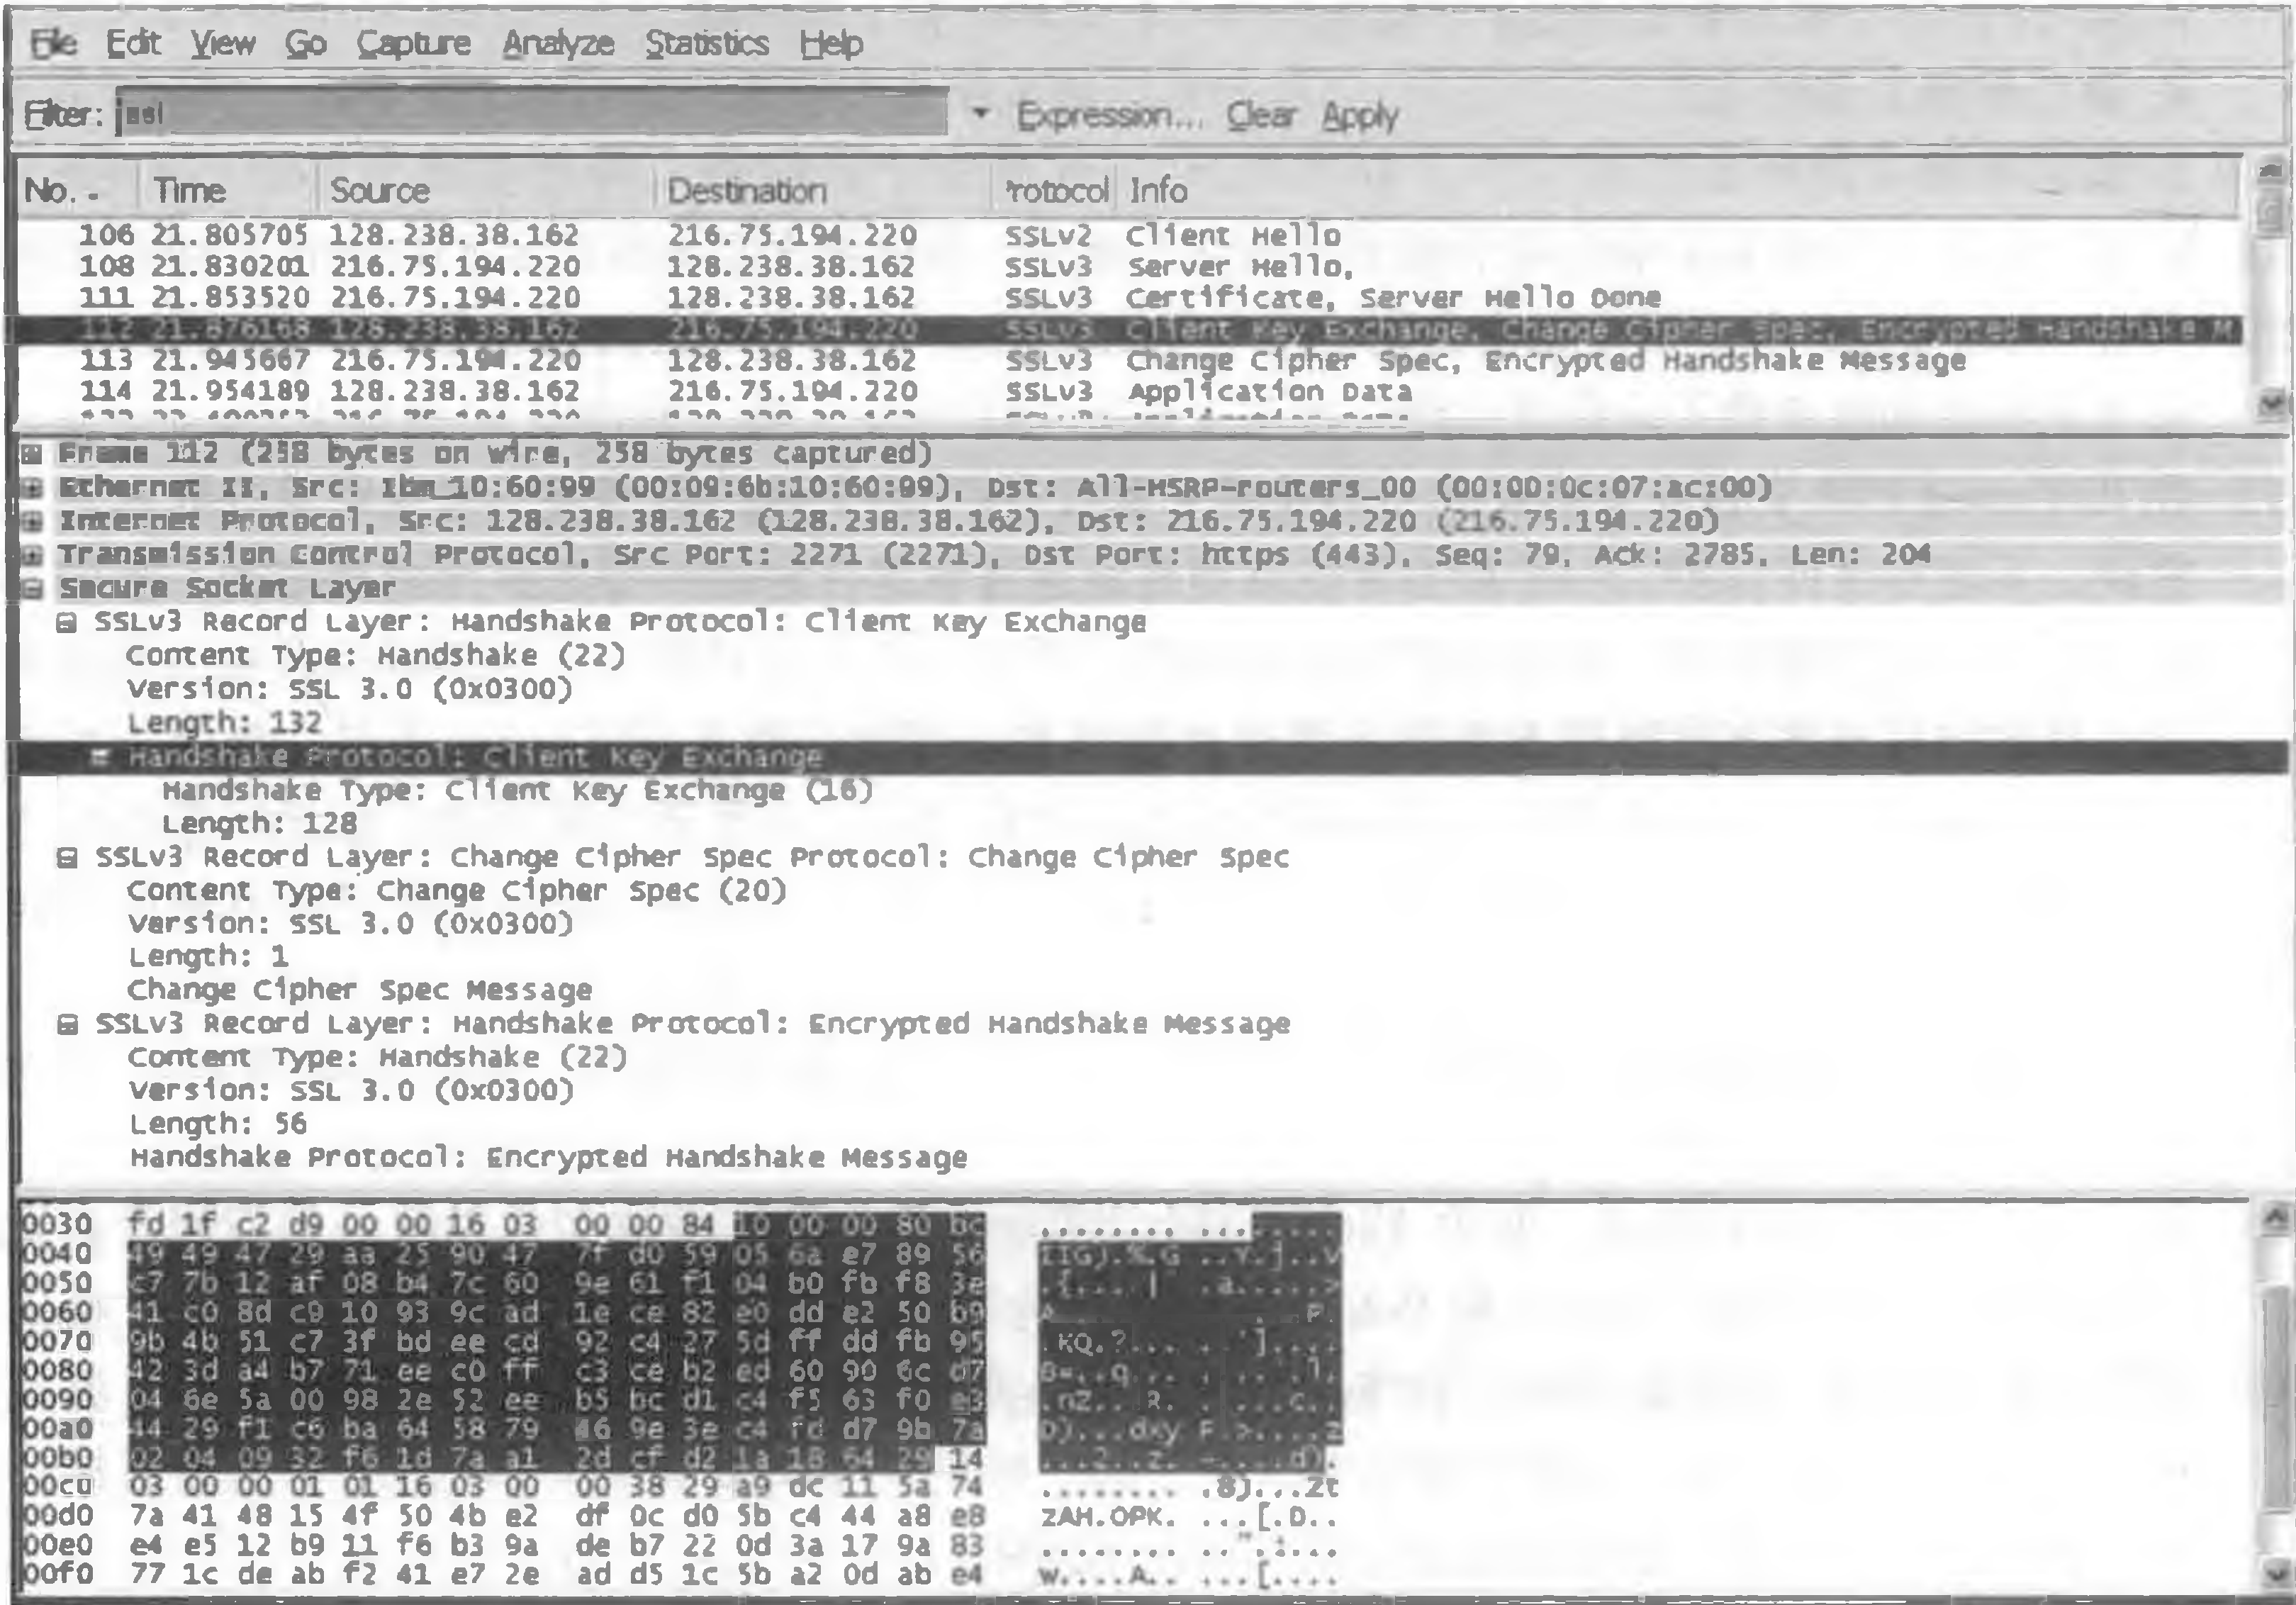 File Edit View Go Capture Analyze Statistics Help
Filter: ssl Expression... Clear Apply
No. - Time Source Destination rotocol Info
106 21.805705 128.238.38.162 216.75.194.220 SSLv2 Client Hello
108 21.830201 216.75.194.220 128.238.38.162 SSLv3 Server Hello,
111 21.853520 216.75.194.220 128.238.38.162 SSLv3 Certificate, Server Hello Done
112 21.876168 128.238.38.162 216.75.194.220 SSLv3 Client Key Exchange, Change Cipher Spec, Encrypted Handshake M
113 21.945667 216.75.194.220 128.238.38.162 SSLv3 Change Cipher Spec, Encrypted Handshake Message
114 21.954189 128.238.38.162 216.75.194.220 SSLv3 Application Data
Frame 112 (258 bytes on wire, 258 bytes captured)
Ethernet II, Src: Ibm_10:60:99 (00:09:6b:10:60:99), Dst: All-HSRP-routers_00 (00:00:0c:07:ac:00)
Internet Protocol, Src: 128.238.38.162 (128.238.38.162), Dst: 216.75.194.220 (216.75.194.220)
Transmission Control Protocol, Src Port: 2271 (2271), Dst Port: https (443), Seq: 79, Ack: 2785, Len: 204
Secure Socket Layer
SSLv3 Record Layer: Handshake Protocol: Client Key Exchange
Content Type: Handshake (22)
Version: SSL 3.0 (0x0300)
Length: 132
Handshake Protocol: Client Key Exchange
Handshake Type: Client Key Exchange (16)
Length: 128
SSLv3 Record Layer: Change Cipher Spec Protocol: Change Cipher Spec
Content Type: Change Cipher Spec (20)
Version: SSL 3.0 (0x0300)
Length: 1
Change Cipher Spec Message
SSLv3 Record Layer: Handshake Protocol: Encrypted Handshake Message
Content Type: Handshake (22)
Version: SSL 3.0 (0x0300)
Length: 56
Handshake Protocol: Encrypted Handshake Message
0030 fd 1f c2 d9 00 00 16 03 00 00 84 10 00 00 80 bc
0040 49 49 47 29 aa 25 90 47 7f d0 59 05 6a e7 89 56 IIG).%.G ..Y.j..V
0050 c7 7b 12 af 08 b4 7c 60 9e 61 f1 04 b0 fb f8 3e
0060 41 c0 8d c9 10 93 9c ad 1e ce 82 e0 dd e2 50 b9
0070 9b 4b 51 c7 3f bd ee cd 92 c4 27 5d ff dd fb 95 .KQ.?... ..']....
0080 42 3d a4 b7 71 ee c0 ff c3 ce b2 ed 60 90 6c d7
0090 04 6e 5a 00 98 2e 52 ee b5 bc d1 c4 f5 63 f0 e3
00a0 44 29 f1 c6 ba 64 58 79 46 9e 3e c4 fd d7 9b 7a
00b0 02 04 09 32 f6 1d 7a a1 2d cf d2 1a 18 64 29 14
00c0 03 00 00 01 01 16 03 00 00 38 29 a9 dc 11 5a 74 ........ .8)...Zt
00d0 7a 41 48 15 4f 50 4b e2 df 0c d0 5b c4 44 a8 e8 zAH.OPK. ...[.D..
00e0 e4 e5 12 b9 11 f6 b3 9a de b7 22 0d 3a 17 9a 83 ........ ..".:...
00f0 77 1c de ab f2 41 e7 2e ad d5 1c 5b a2 0d ab e4 w....A.. ...[....